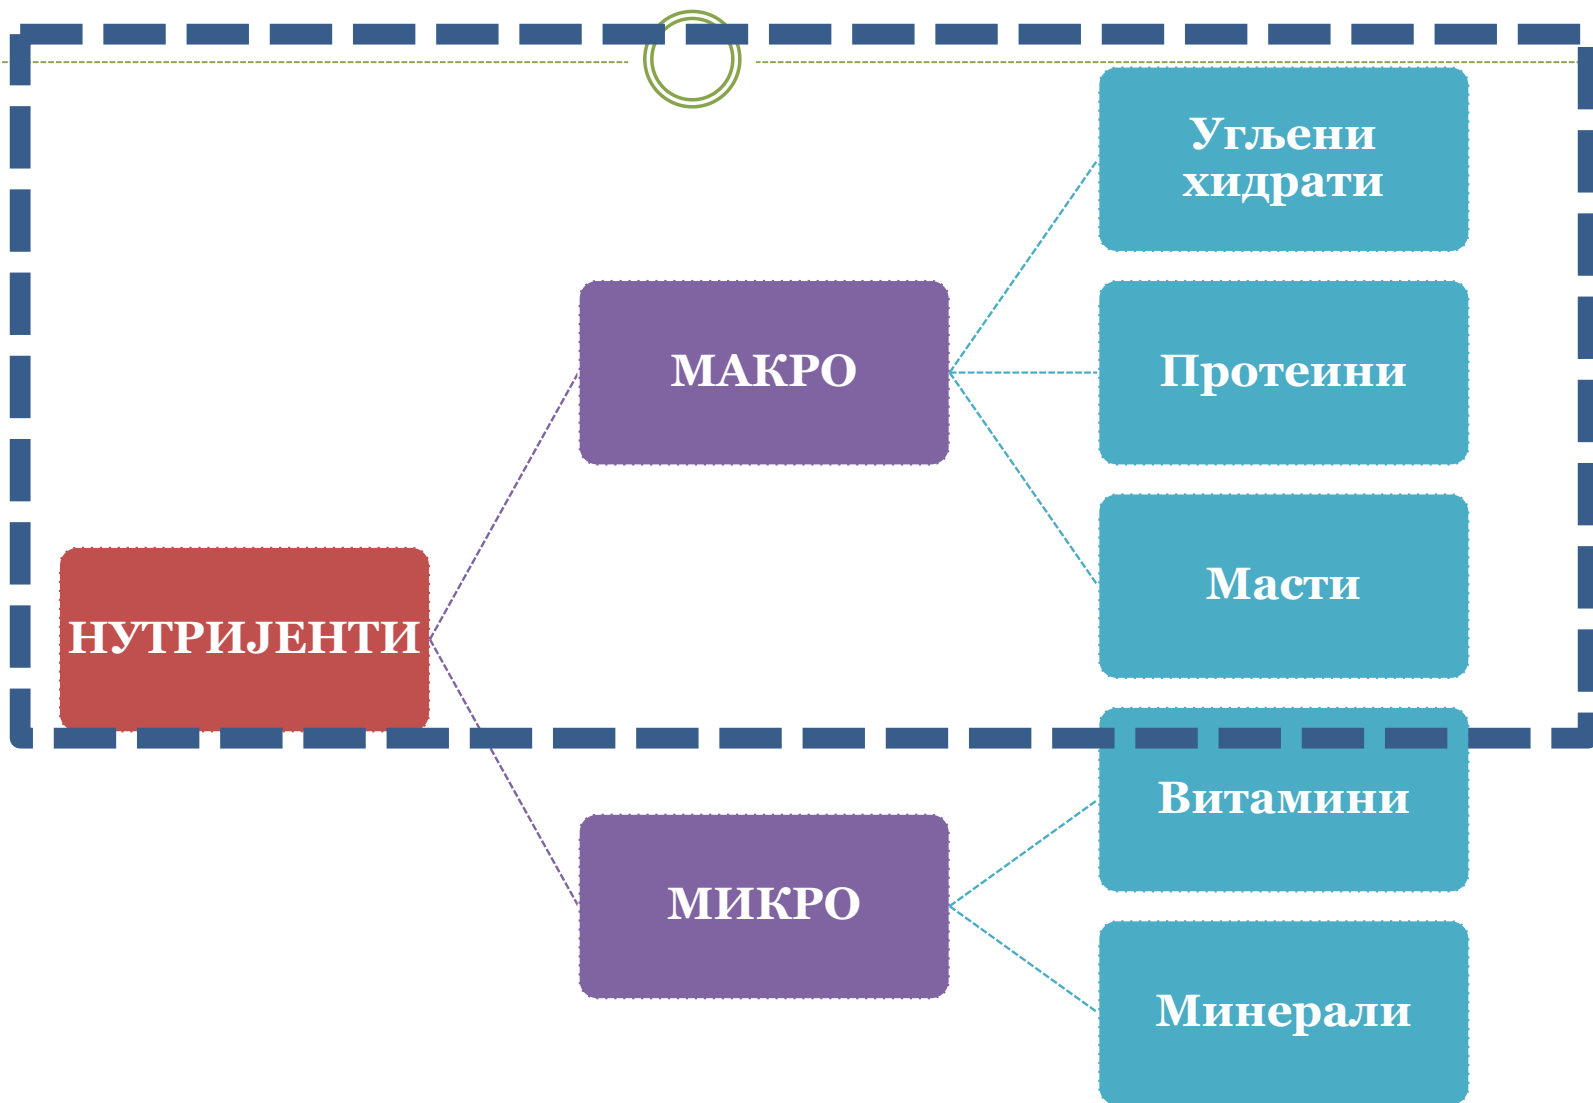 Угљени
хидрати
МАКРО
Протеини
Масти
НУТРИЈЕНТИ
Витамини
МИКРО
Минерали